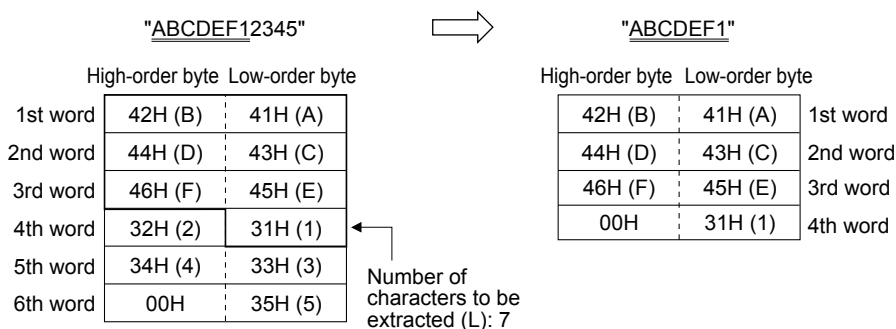 "ABCDEF12345" "ABCDEF1"
High-order byte Low-order byte High-order byte Low-order byte
1st word 42H (B) 41H (A) 42H (B) 41H (A) 1st word
2nd word 44H (D) 43H (C) 44H (D) 43H (C) 2nd word
3rd word 46H (F) 45H (E) 46H (F) 45H (E) 3rd word
4th word 32H (2) 31H (1) 00H 31H (1) 4th word
5th word 34H (4) 33H (3)
6th word 00H 35H (5)
Number of
characters to be
extracted (L): 7